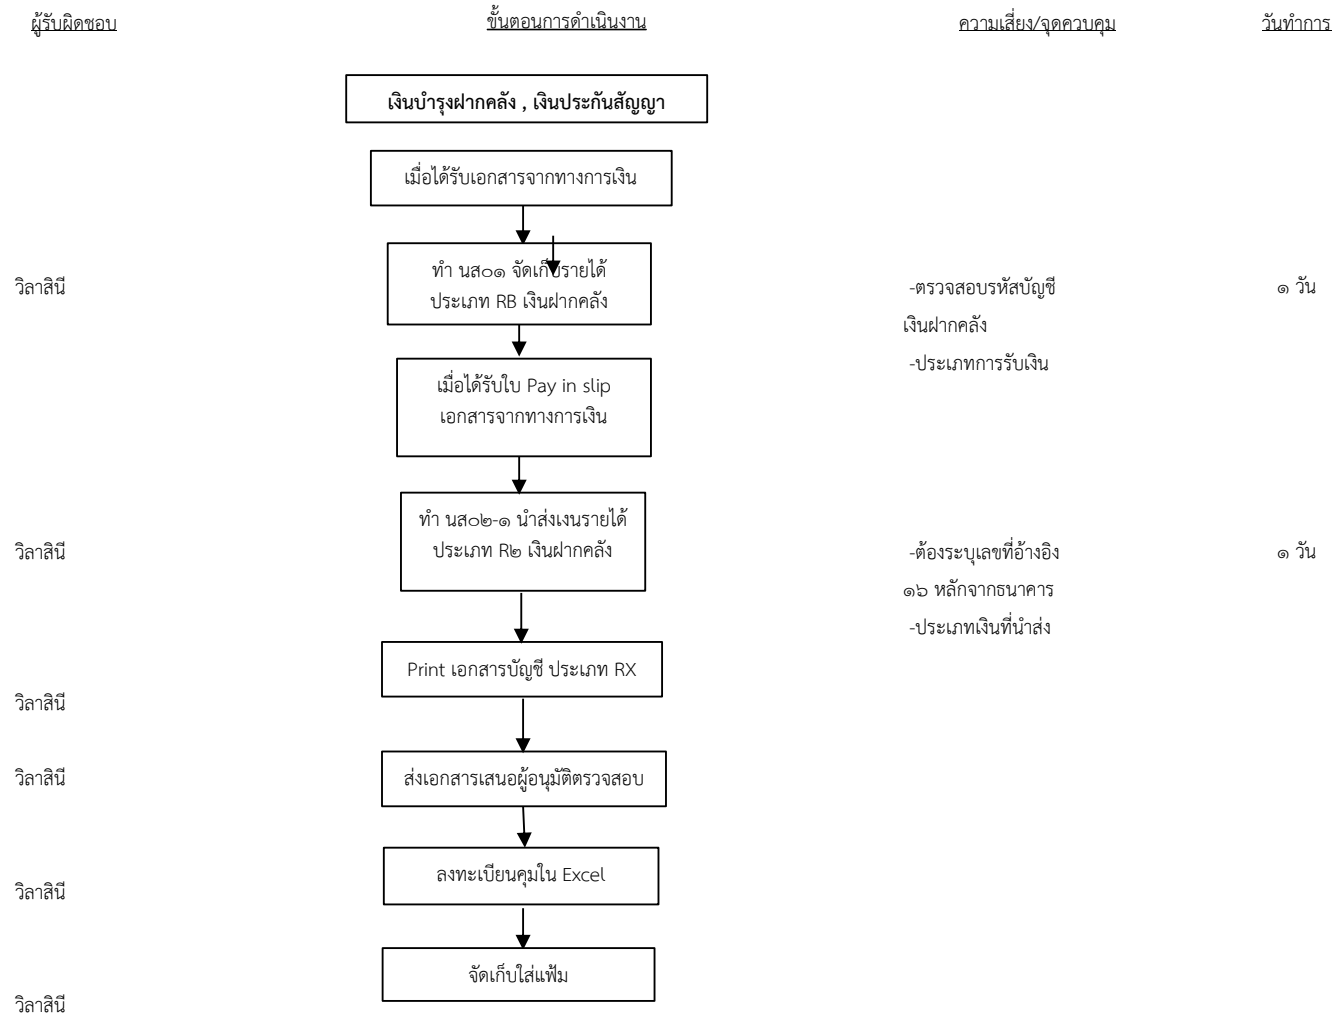 ผู้รับผิดชอบ ขั้นตอนการดำเนินงาน ความเสี่ยง/จุดควบคุม วันทำการ
เงินบำรุงฝากคลัง , เงินประกันสัญญา
เมื่อได้รับเอกสารจากทางการเงิน
ทำ นส๐๑ จัดเก็บรายได้
ประเภท RB เงินฝากคลัง
วิลาสินี
-ตรวจสอบรหัสบัญชี
เงินฝากคลัง
-ประเภทการรับเงิน
๑ วัน
เมื่อได้รับใบ Pay in slip
เอกสารจากทางการเงิน
ทำ นส๐๒-๑ นำส่งเงนรายได้
ประเภท R๒ เงินฝากคลัง
วิลาสินี
-ต้องระบุเลขที่อ้างอิง
๑๖ หลักจากธนาคาร
-ประเภทเงินที่นำส่ง
๑ วัน
Print เอกสารบัญชี ประเภท RX
วิลาสินี
ส่งเอกสารเสนอผู้อนุมัติตรวจสอบ
วิลาสินี
ลงทะเบียนคุมใน Excel
วิลาสินี
จัดเก็บใส่แฟ้ม
วิลาสินี